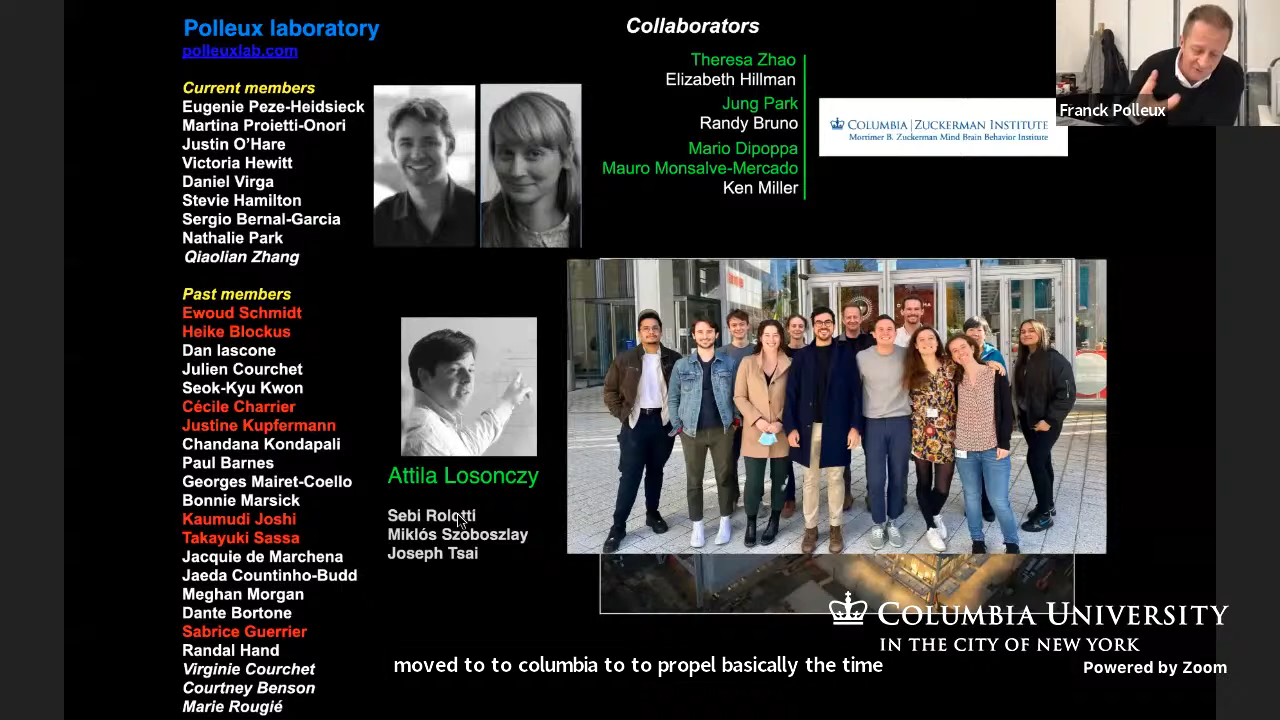 Polleux laboratory
polleuxlab.com
Current members
Eugenie Peze-Heidsieck
Martina Proietti-Onori
Justin O'Hare
Victoria Hewitt
Daniel Virga
Stevie Hamilton
Sergio Bernal-Garcia
Nathalie Park
Qiaolian Zhang
Past members
Ewoud Schmidt
Heike Blockus
Dan Iascone
Julien Courchet
Seok-Kyu Kwon
Cécile Charrier
Justine Kupfermann
Chandana Kondapali
Paul Barnes
Georges Mairet-Coello
Bonnie Marsick
Kaumudi Joshi
Takayuki Sassa
Jacquie de Marchena
Jaeda Countinho-Budd
Meghan Morgan
Dante Bortone
Sabrice Guerrier
Randal Hand
Virginie Courchet
Courtney Benson
Marie Rougié
Attila Losonczy
Sebi Rolotti
Miklós Szoboszlay
Joseph Tsai
Collaborators
Theresa Zhao
Elizabeth Hillman
Jung Park
Randy Bruno
Mario Dipoppa
Mauro Monsalve-Mercado
Ken Miller
COLUMBIA | ZUCKERMAN INSTITUTE
Mortimer B. Zuckerman Mind Brain Behavior Institute
Franck Polleux
COLUMBIA UNIVERSITY
IN THE CITY OF NEW YORK
moved to to columbia to to propel basically the time
Powered by Zoom